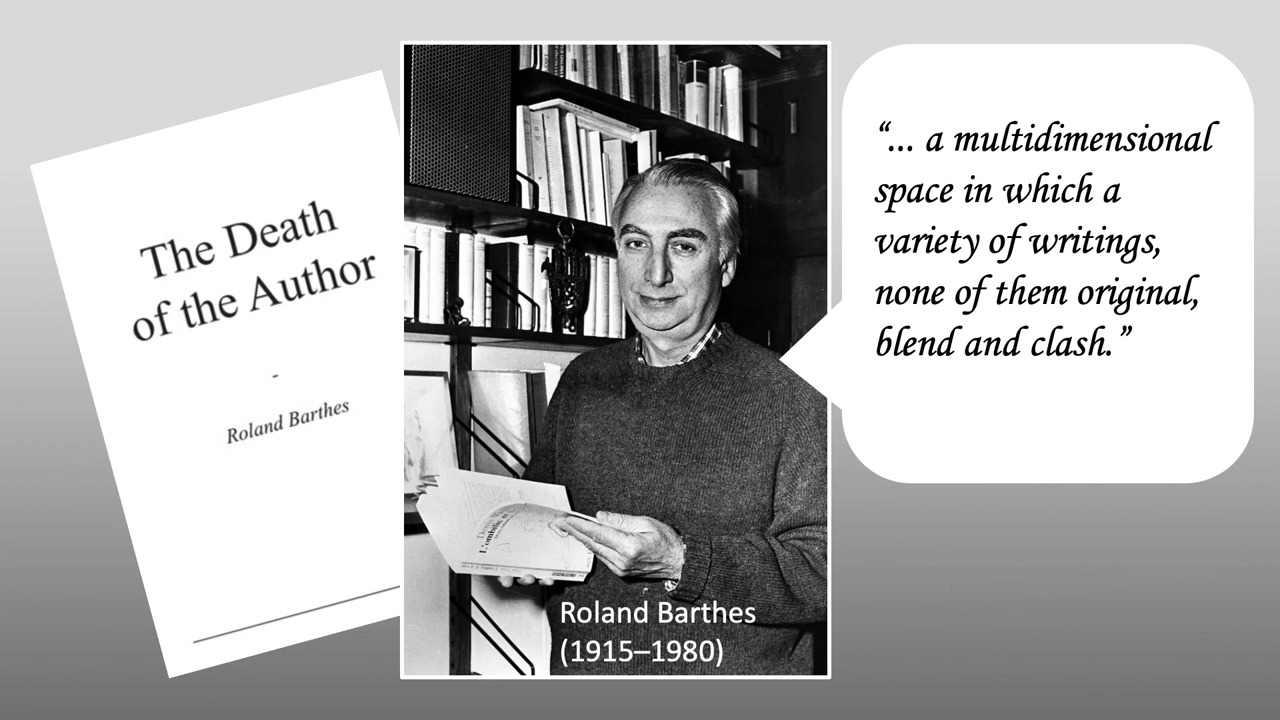 The Death
of the Author
-
Roland Barthes
“... a multidimensional
space in which a
variety of writings,
none of them original,
blend and clash.”
Roland Barthes
(1915–1980)